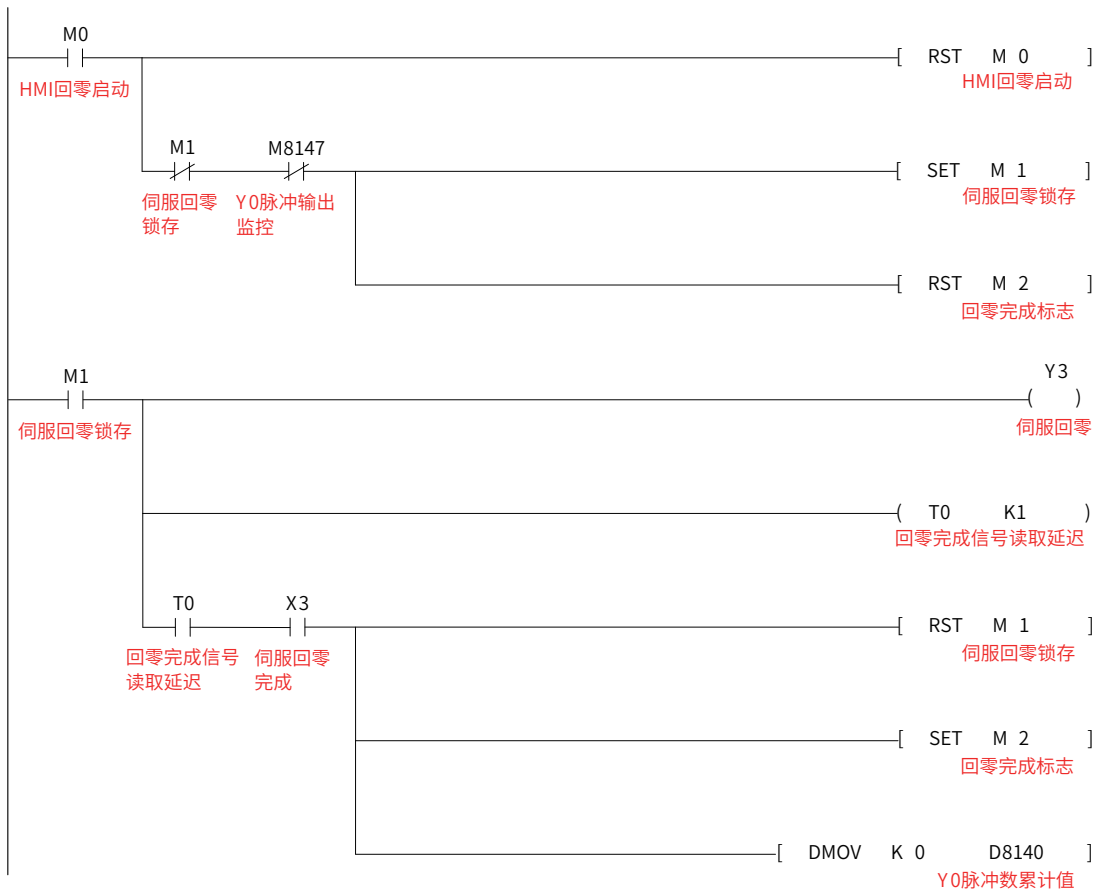 M0
[ RST M 0 ]
HMI回零启动
HMI回零启动
M1
M8147
[ SET M 1 ]
伺服回零
锁存
Y0脉冲输出
监控
伺服回零锁存
[ RST M 2 ]
回零完成标志
M1
Y3
( )
伺服回零锁存
伺服回零
( T0 K1 )
回零完成信号读取延迟
T0
X3
[ RST M 1 ]
回零完成信号
读取延迟
伺服回零
完成
伺服回零锁存
[ SET M 2 ]
回零完成标志
[ DMOV K 0 D8140 ]
Y0脉冲数累计值